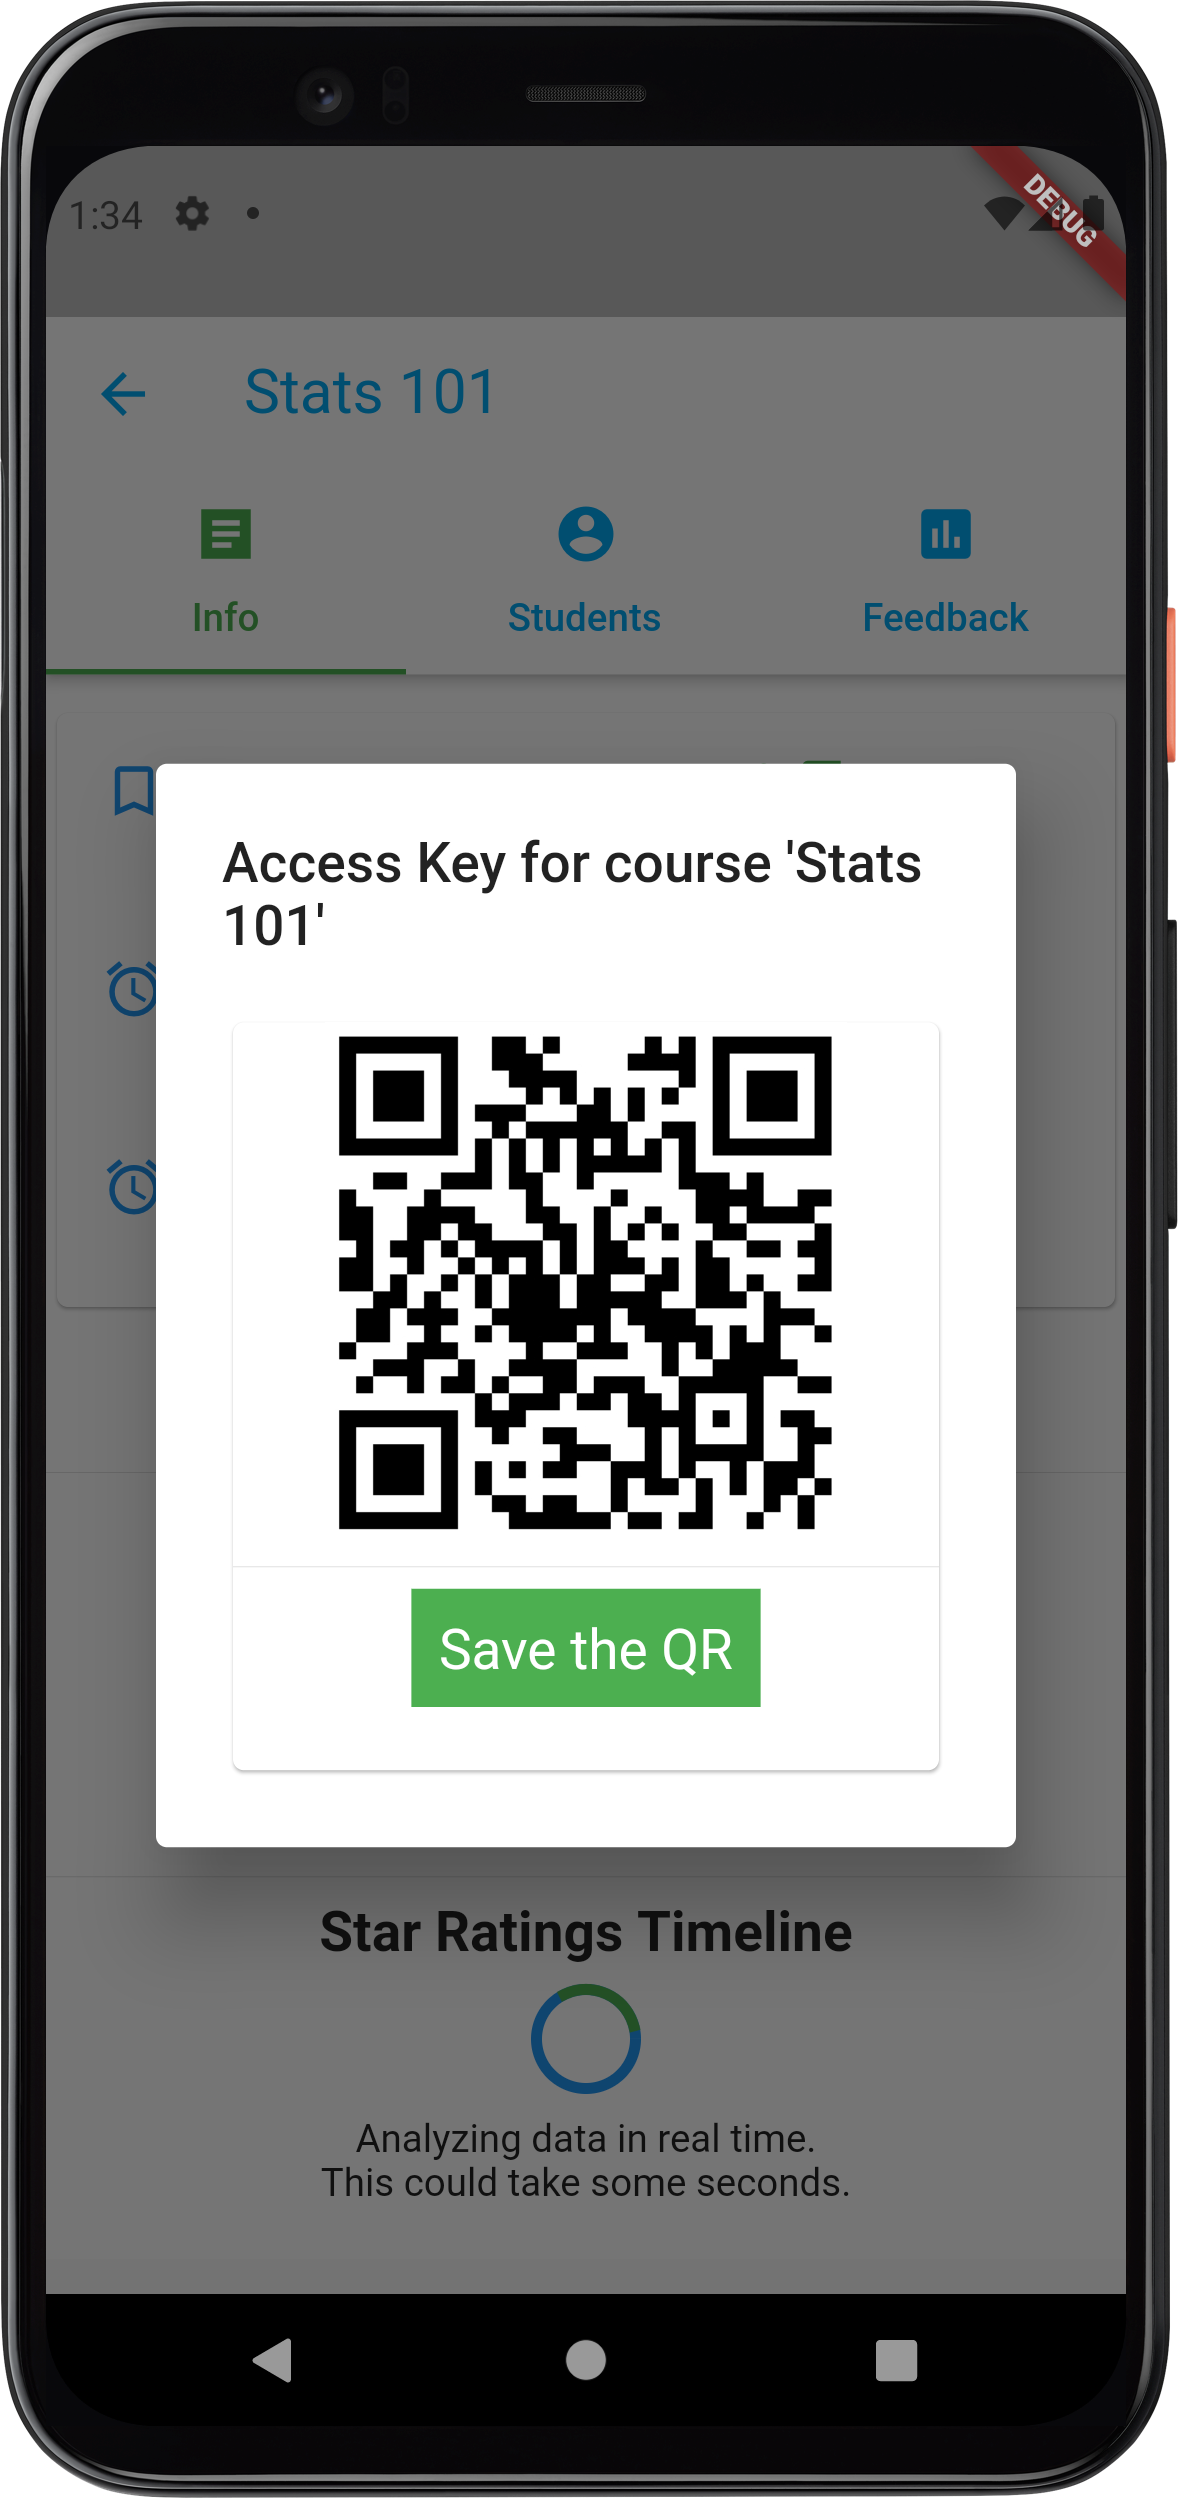 1:34
DEBUG
Stats 101
Info
Students
Feedback
Access Key for course 'Stats
101'
Save the QR
Star Ratings Timeline
Analyzing data in real time.
This could take some seconds.